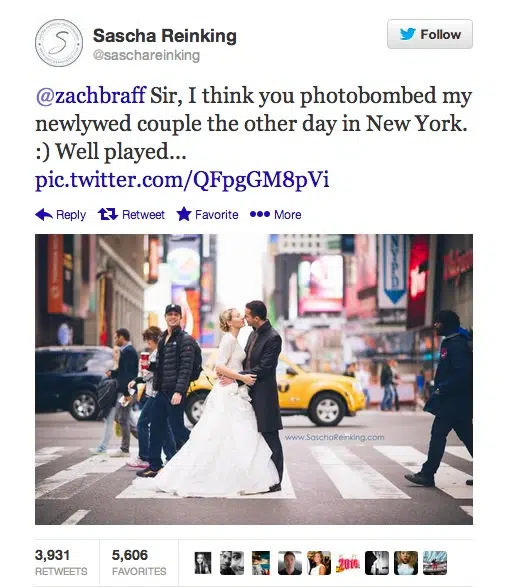 Sascha Reinking
@saschareinking
Follow
@zachbraff Sir, I think you photobombed my
newlywed couple the other day in New York.
:) Well played...
pic.twitter.com/QFpgGM8pVi
Reply Retweet Favorite More
NYPD
www.SaschaReinking.com
3,931 5,606
RETWEETS FAVORITES